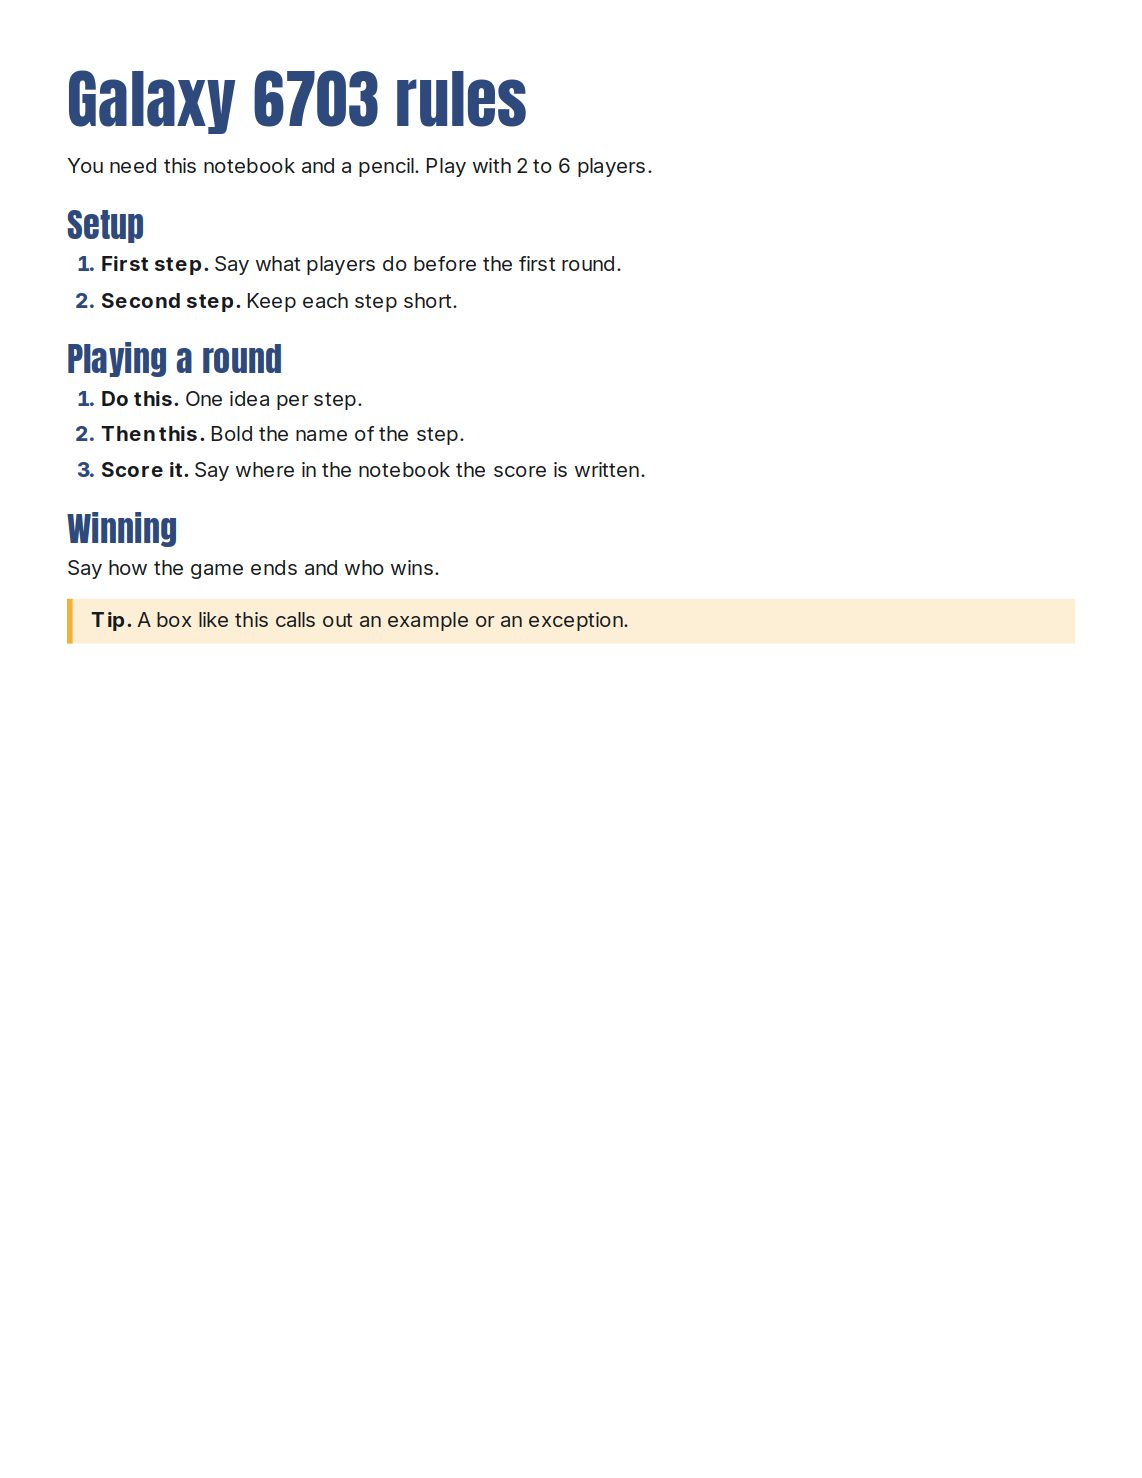 Galaxy 6703 rules
You need this notebook and a pencil. Play with 2 to 6 players.
Setup
1. First step. Say what players do before the first round.
2. Second step. Keep each step short.
Playing a round
1. Do this. One idea per step.
2. Then this. Bold the name of the step.
3. Score it. Say where in the notebook the score is written.
Winning
Say how the game ends and who wins.
Tip. A box like this calls out an example or an exception.